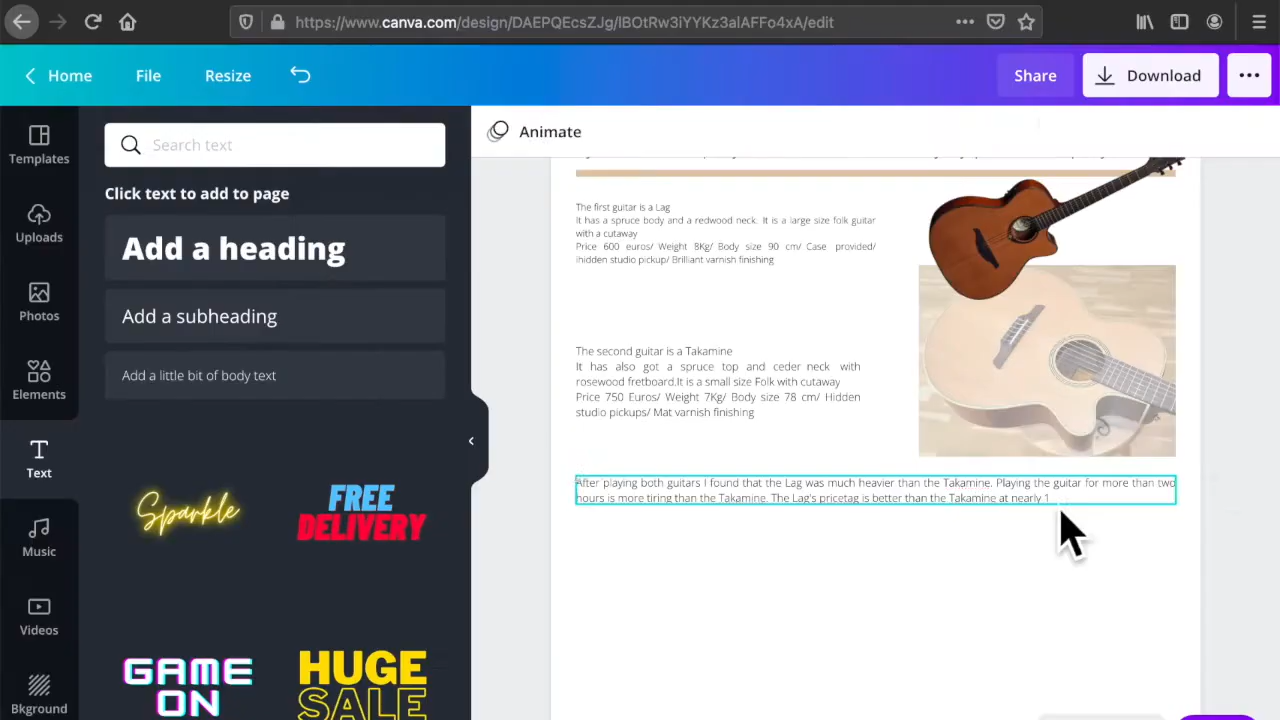 https://www.canva.com/design/DAEPQEcsZJg/lBOtRw3iYYKz3alAFFo4xA/edit
Home
File
Resize
Share
Download
Templates
Uploads
Photos
Elements
Text
Music
Videos
Bkground
Search text
Click text to add to page
Add a heading
Add a subheading
Add a little bit of body text
Sparkle
FREE
DELIVERY
GAME
ON
HUGE
SALE
Animate
The first guitar is a Lag
It has a spruce body and a redwood neck. It is a large size folk guitar
with a cutaway
Price 600 euros/ Weight 8Kg/ Body size 90 cm/ Case provided/
ihidden studio pickup/ Brilliant varnish finishing
The second guitar is a Takamine
It has also got a spruce top and ceder neck with
rosewood fretboard.It is a small size Folk with cutaway
Price 750 Euros/ Weight 7Kg/ Body size 78 cm/ Hidden
studio pickups/ Mat varnish finishing
After playing both guitars I found that the Lag was much heavier than the Takamine. Playing the guitar for more than two
hours is more tiring than the Takamine. The Lag's pricetag is better than the Takamine at nearly 1